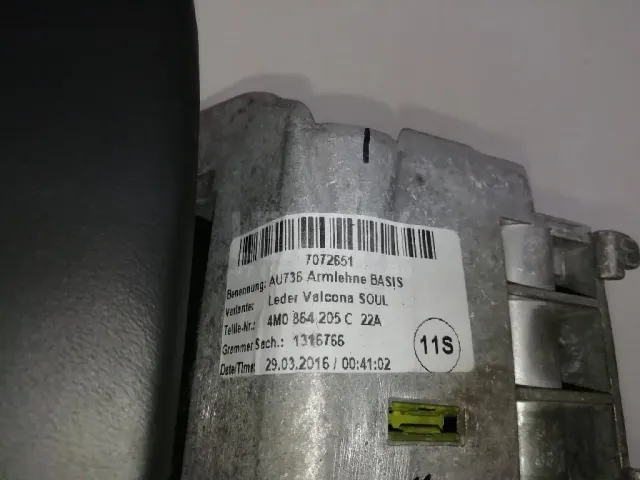 7072651
Benennung: AU736 Armlehne BASIS
Variante: Leder Valcona SOUL
Teile-Nr.: 4M0 864 205 C 22A
Grammer Sach.: 1316766
Date/Time: 29.03.2016 / 00:41:02
11S